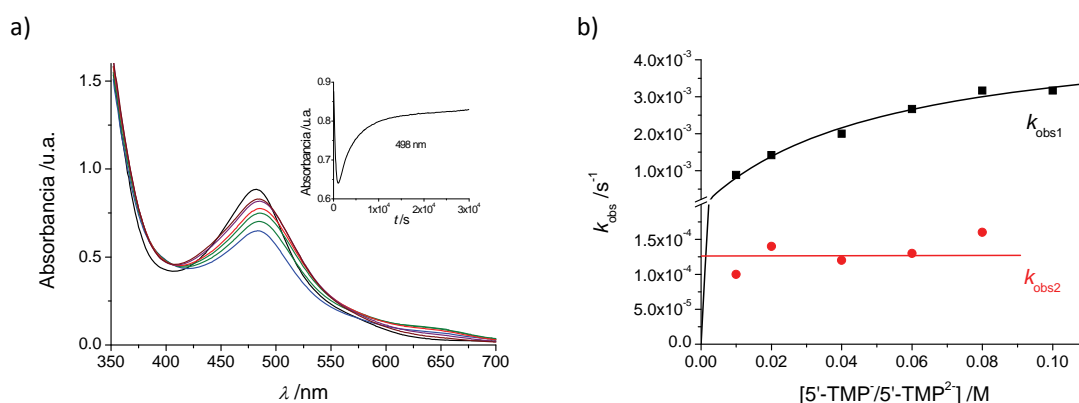 a)
1.5
1.0
0.5
0.0
Absorbancia /u.a.
350 400 450 500 550 600 650 700
λ /nm
0.9
0.8
0.7
0.6
Absorbancia /u.a.
498 nm
0 1x10⁴ 2x10⁴ 3x10⁴
t /s
b)
4.0x10⁻³
3.0x10⁻³
2.0x10⁻³
1.0x10⁻³
1.5x10⁻⁴
1.0x10⁻⁴
5.0x10⁻⁵
0.0
k_obs /s⁻¹
k_obs1
k_obs2
0.00 0.02 0.04 0.06 0.08 0.10
[5'-TMP⁻/5'-TMP²⁻] /M